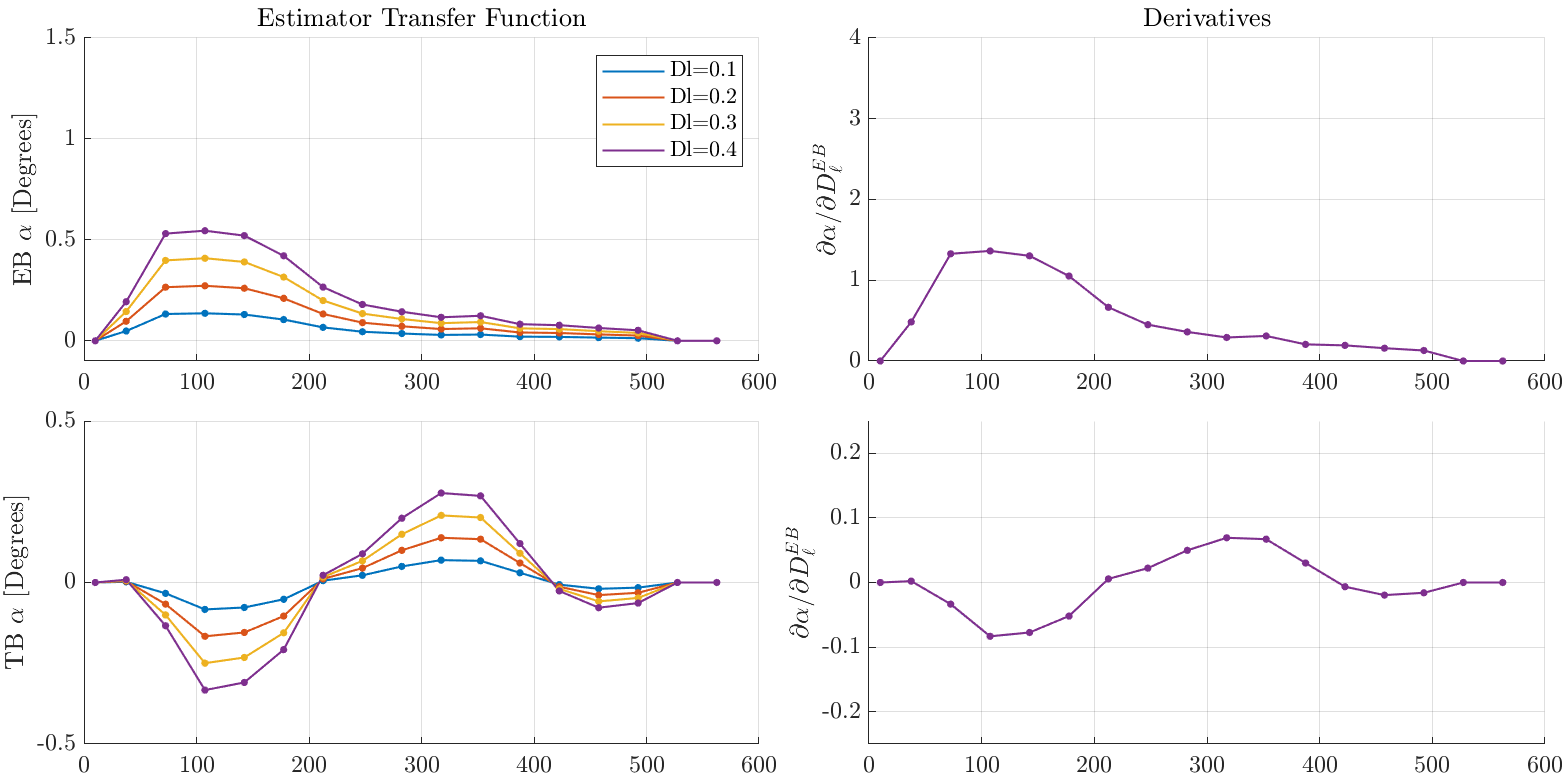 Estimator Transfer Function
1.5
1
0.5
0
EB α [Degrees]
Dl=0.1
Dl=0.2
Dl=0.3
Dl=0.4
0 100 200 300 400 500 600
Derivatives
4
3
2
1
0
∂α/∂D_ℓ^{EB}
0 100 200 300 400 500 600
0.5
0
-0.5
TB α [Degrees]
0 100 200 300 400 500 600
0.2
0.1
0
-0.1
-0.2
∂α/∂D_ℓ^{EB}
0 100 200 300 400 500 600